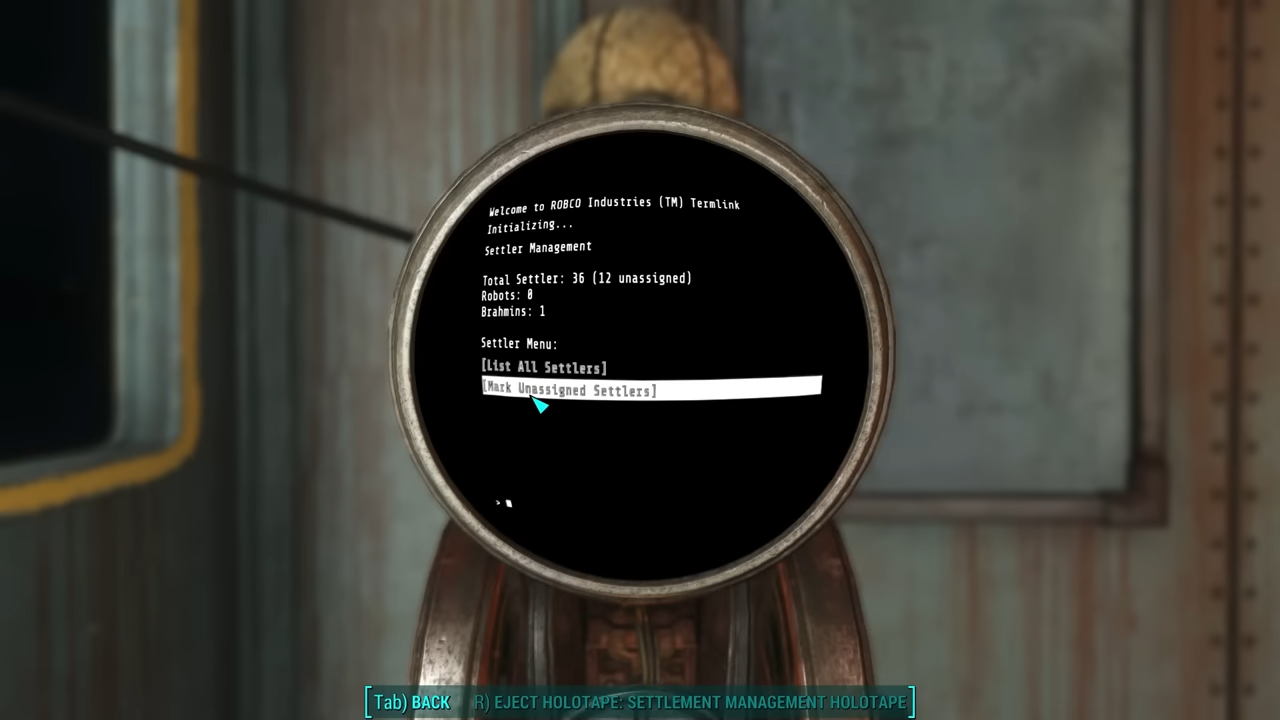 Welcome to ROBCO Industries (TM) Termlink
Initializing...
Settler Management
Total Settler: 36 (12 unassigned)
Robots: 0
Brahmins: 1
Settler Menu:
[List All Settlers]
[Mark Unassigned Settlers]
>
[Tab) BACK R) EJECT HOLOTAPE: SETTLEMENT MANAGEMENT HOLOTAPE]